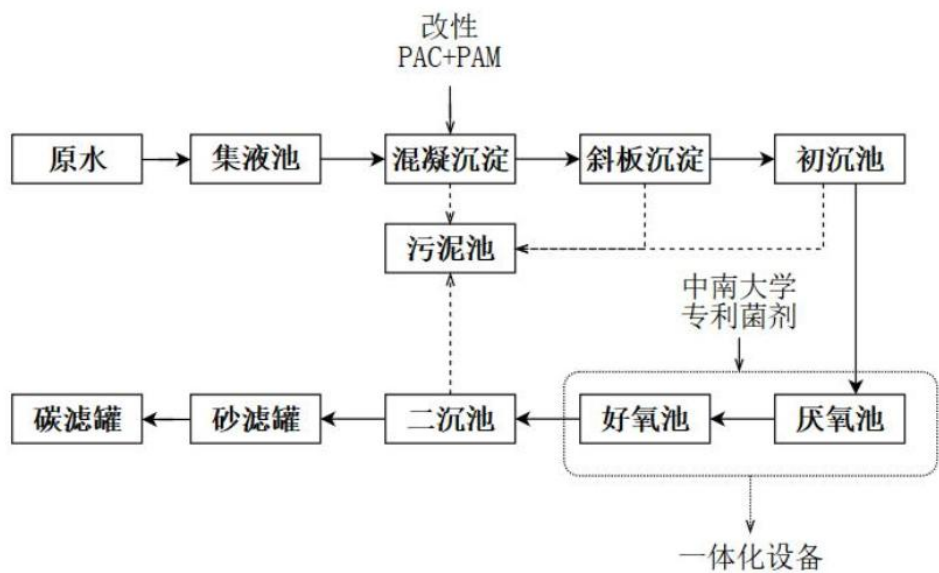 改性
PAC+PAM
原水
集液池
混凝沉淀
斜板沉淀
初沉池
污泥池
中南大学
专利菌剂
碳滤罐
砂滤罐
二沉池
好氧池
厌氧池
一体化设备